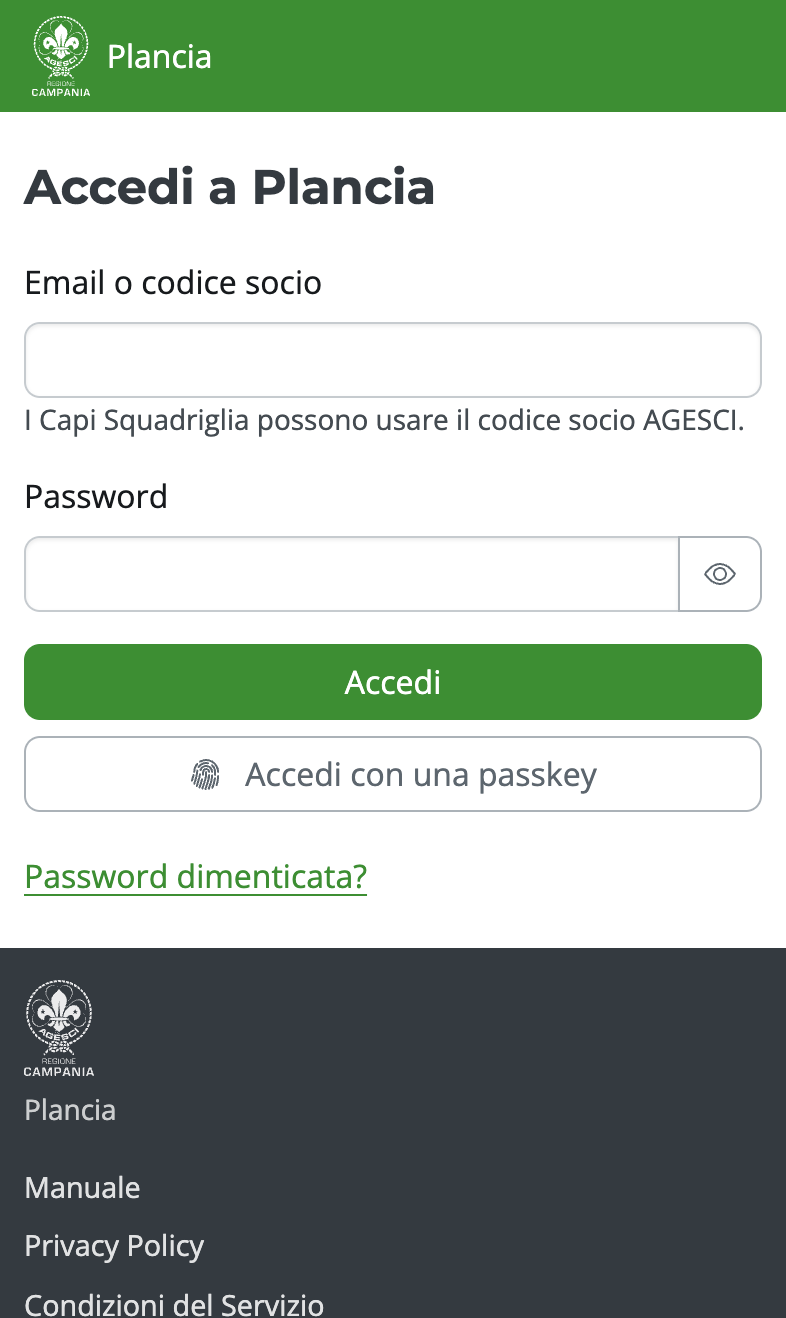 AGESCI
REGIONE
CAMPANIA
Plancia
Accedi a Plancia
Email o codice socio
I Capi Squadriglia possono usare il codice socio AGESCI.
Password
Accedi
Accedi con una passkey
Password dimenticata?
AGESCI
REGIONE
CAMPANIA
Plancia
Manuale
Privacy Policy
Condizioni del Servizio